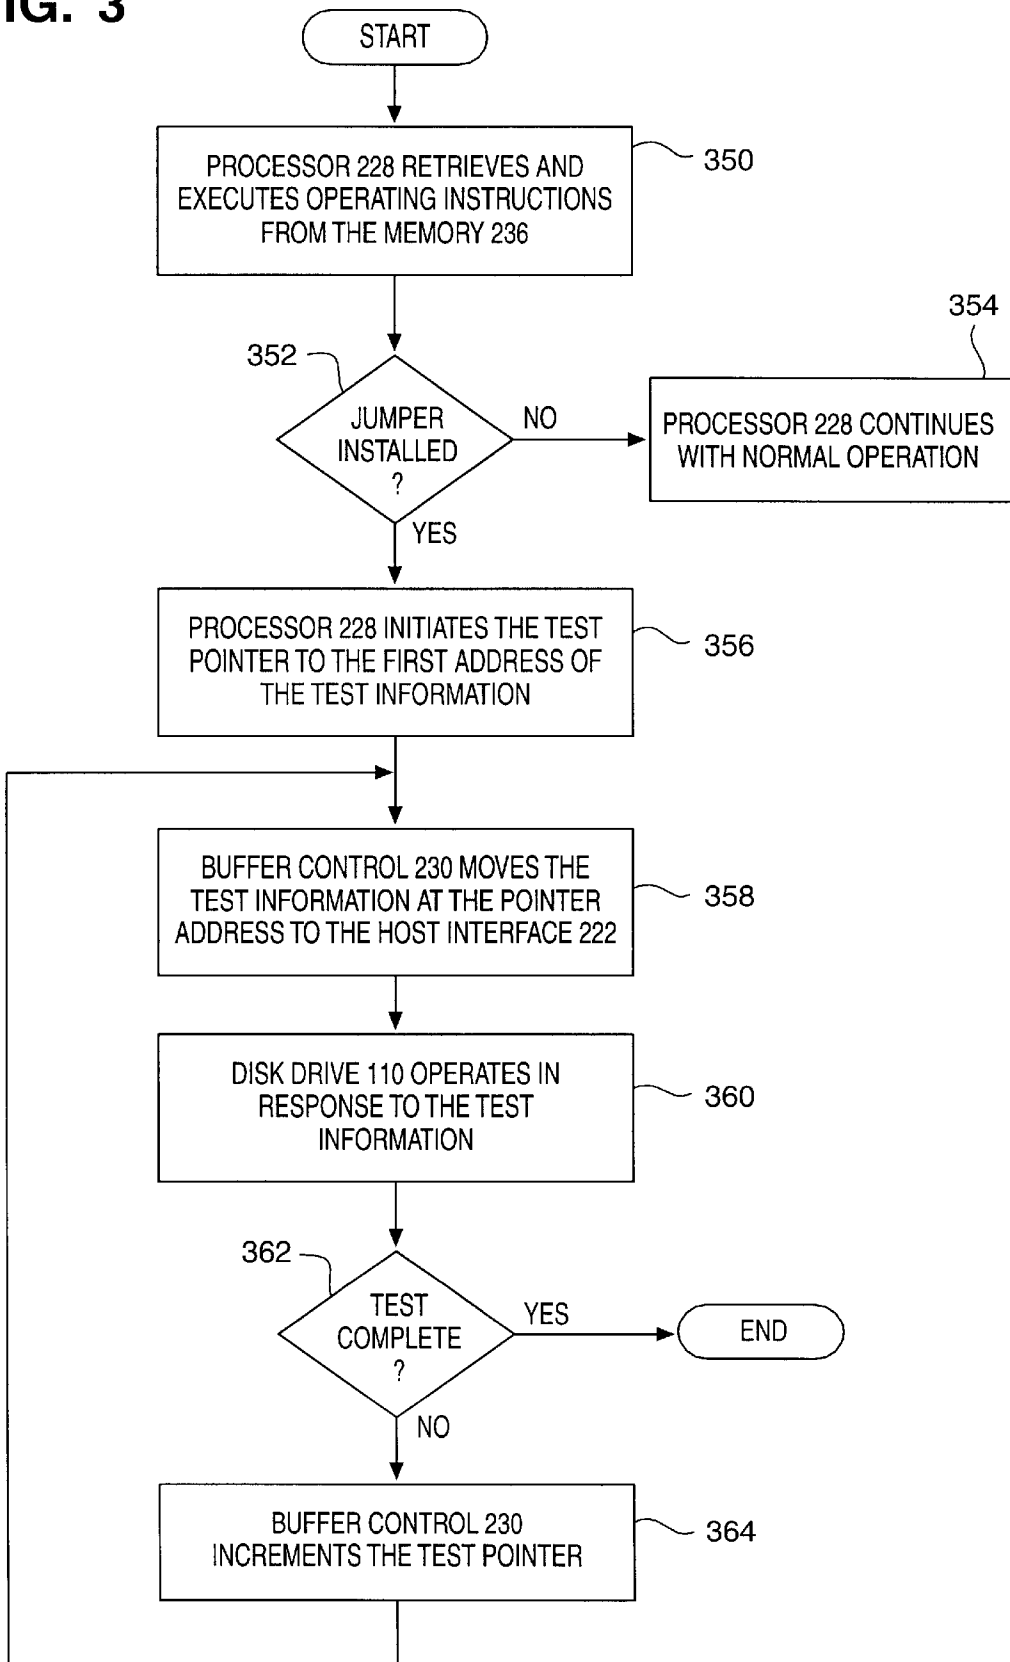 IG. 3
START
PROCESSOR 228 RETRIEVES AND
EXECUTES OPERATING INSTRUCTIONS
FROM THE MEMORY 236
350
354
352
JUMPER
INSTALLED
?
NO
PROCESSOR 228 CONTINUES
WITH NORMAL OPERATION
YES
PROCESSOR 228 INITIATES THE TEST
POINTER TO THE FIRST ADDRESS OF
THE TEST INFORMATION
356
BUFFER CONTROL 230 MOVES THE
TEST INFORMATION AT THE POINTER
ADDRESS TO THE HOST INTERFACE 222
358
DISK DRIVE 110 OPERATES IN
RESPONSE TO THE TEST
INFORMATION
360
362
TEST
COMPLETE
?
YES
END
NO
BUFFER CONTROL 230
INCREMENTS THE TEST POINTER
364